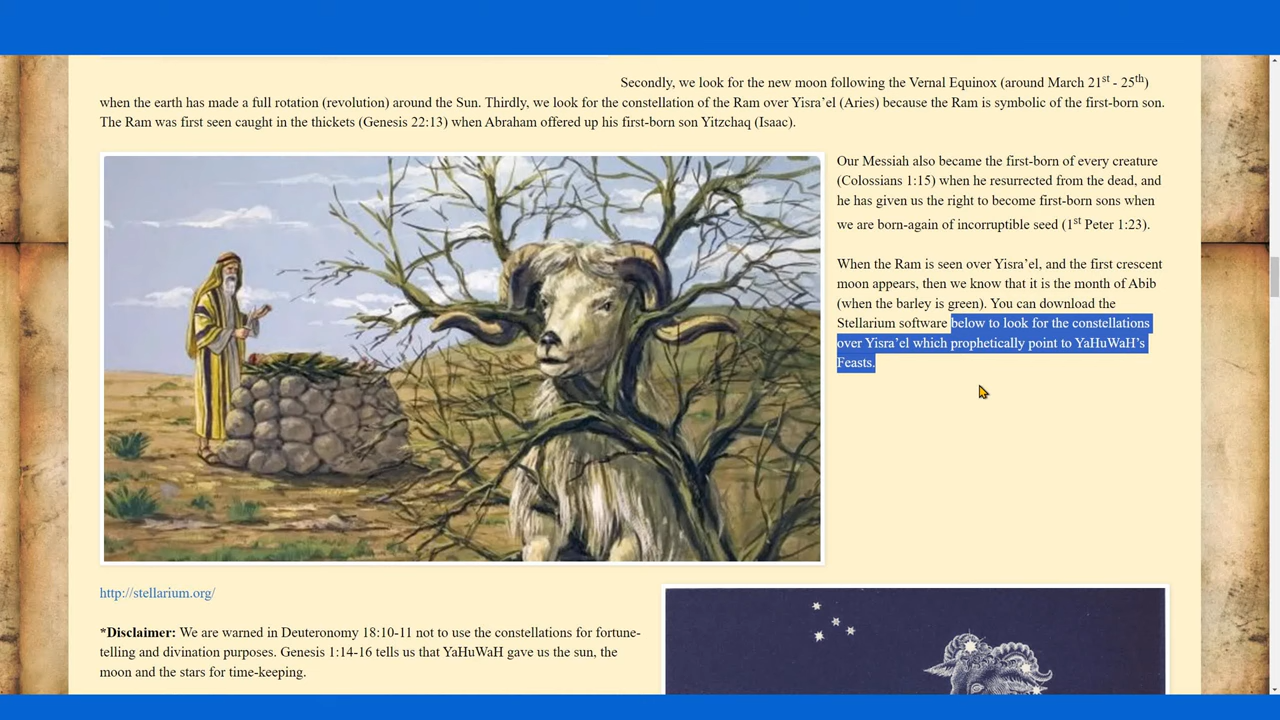 Secondly, we look for the new moon following the Vernal Equinox (around March 21st - 25th)
when the earth has made a full rotation (revolution) around the Sun. Thirdly, we look for the constellation of the Ram over Yisra’el (Aries) because the Ram is symbolic of the first-born son.
The Ram was first seen caught in the thickets (Genesis 22:13) when Abraham offered up his first-born son Yitzchaq (Isaac).
Our Messiah also became the first-born of every creature
(Colossians 1:15) when he resurrected from the dead, and
he has given us the right to become first-born sons when
we are born-again of incorruptible seed (1st Peter 1:23).
When the Ram is seen over Yisra’el, and the first crescent
moon appears, then we know that it is the month of Abib
(when the barley is green). You can download the
Stellarium software below to look for the constellations
over Yisra’el which prophetically point to YaHuWaH’s
Feasts.
http://stellarium.org/
*Disclaimer: We are warned in Deuteronomy 18:10-11 not to use the constellations for fortune-
telling and divination purposes. Genesis 1:14-16 tells us that YaHuWaH gave us the sun, the
moon and the stars for time-keeping.